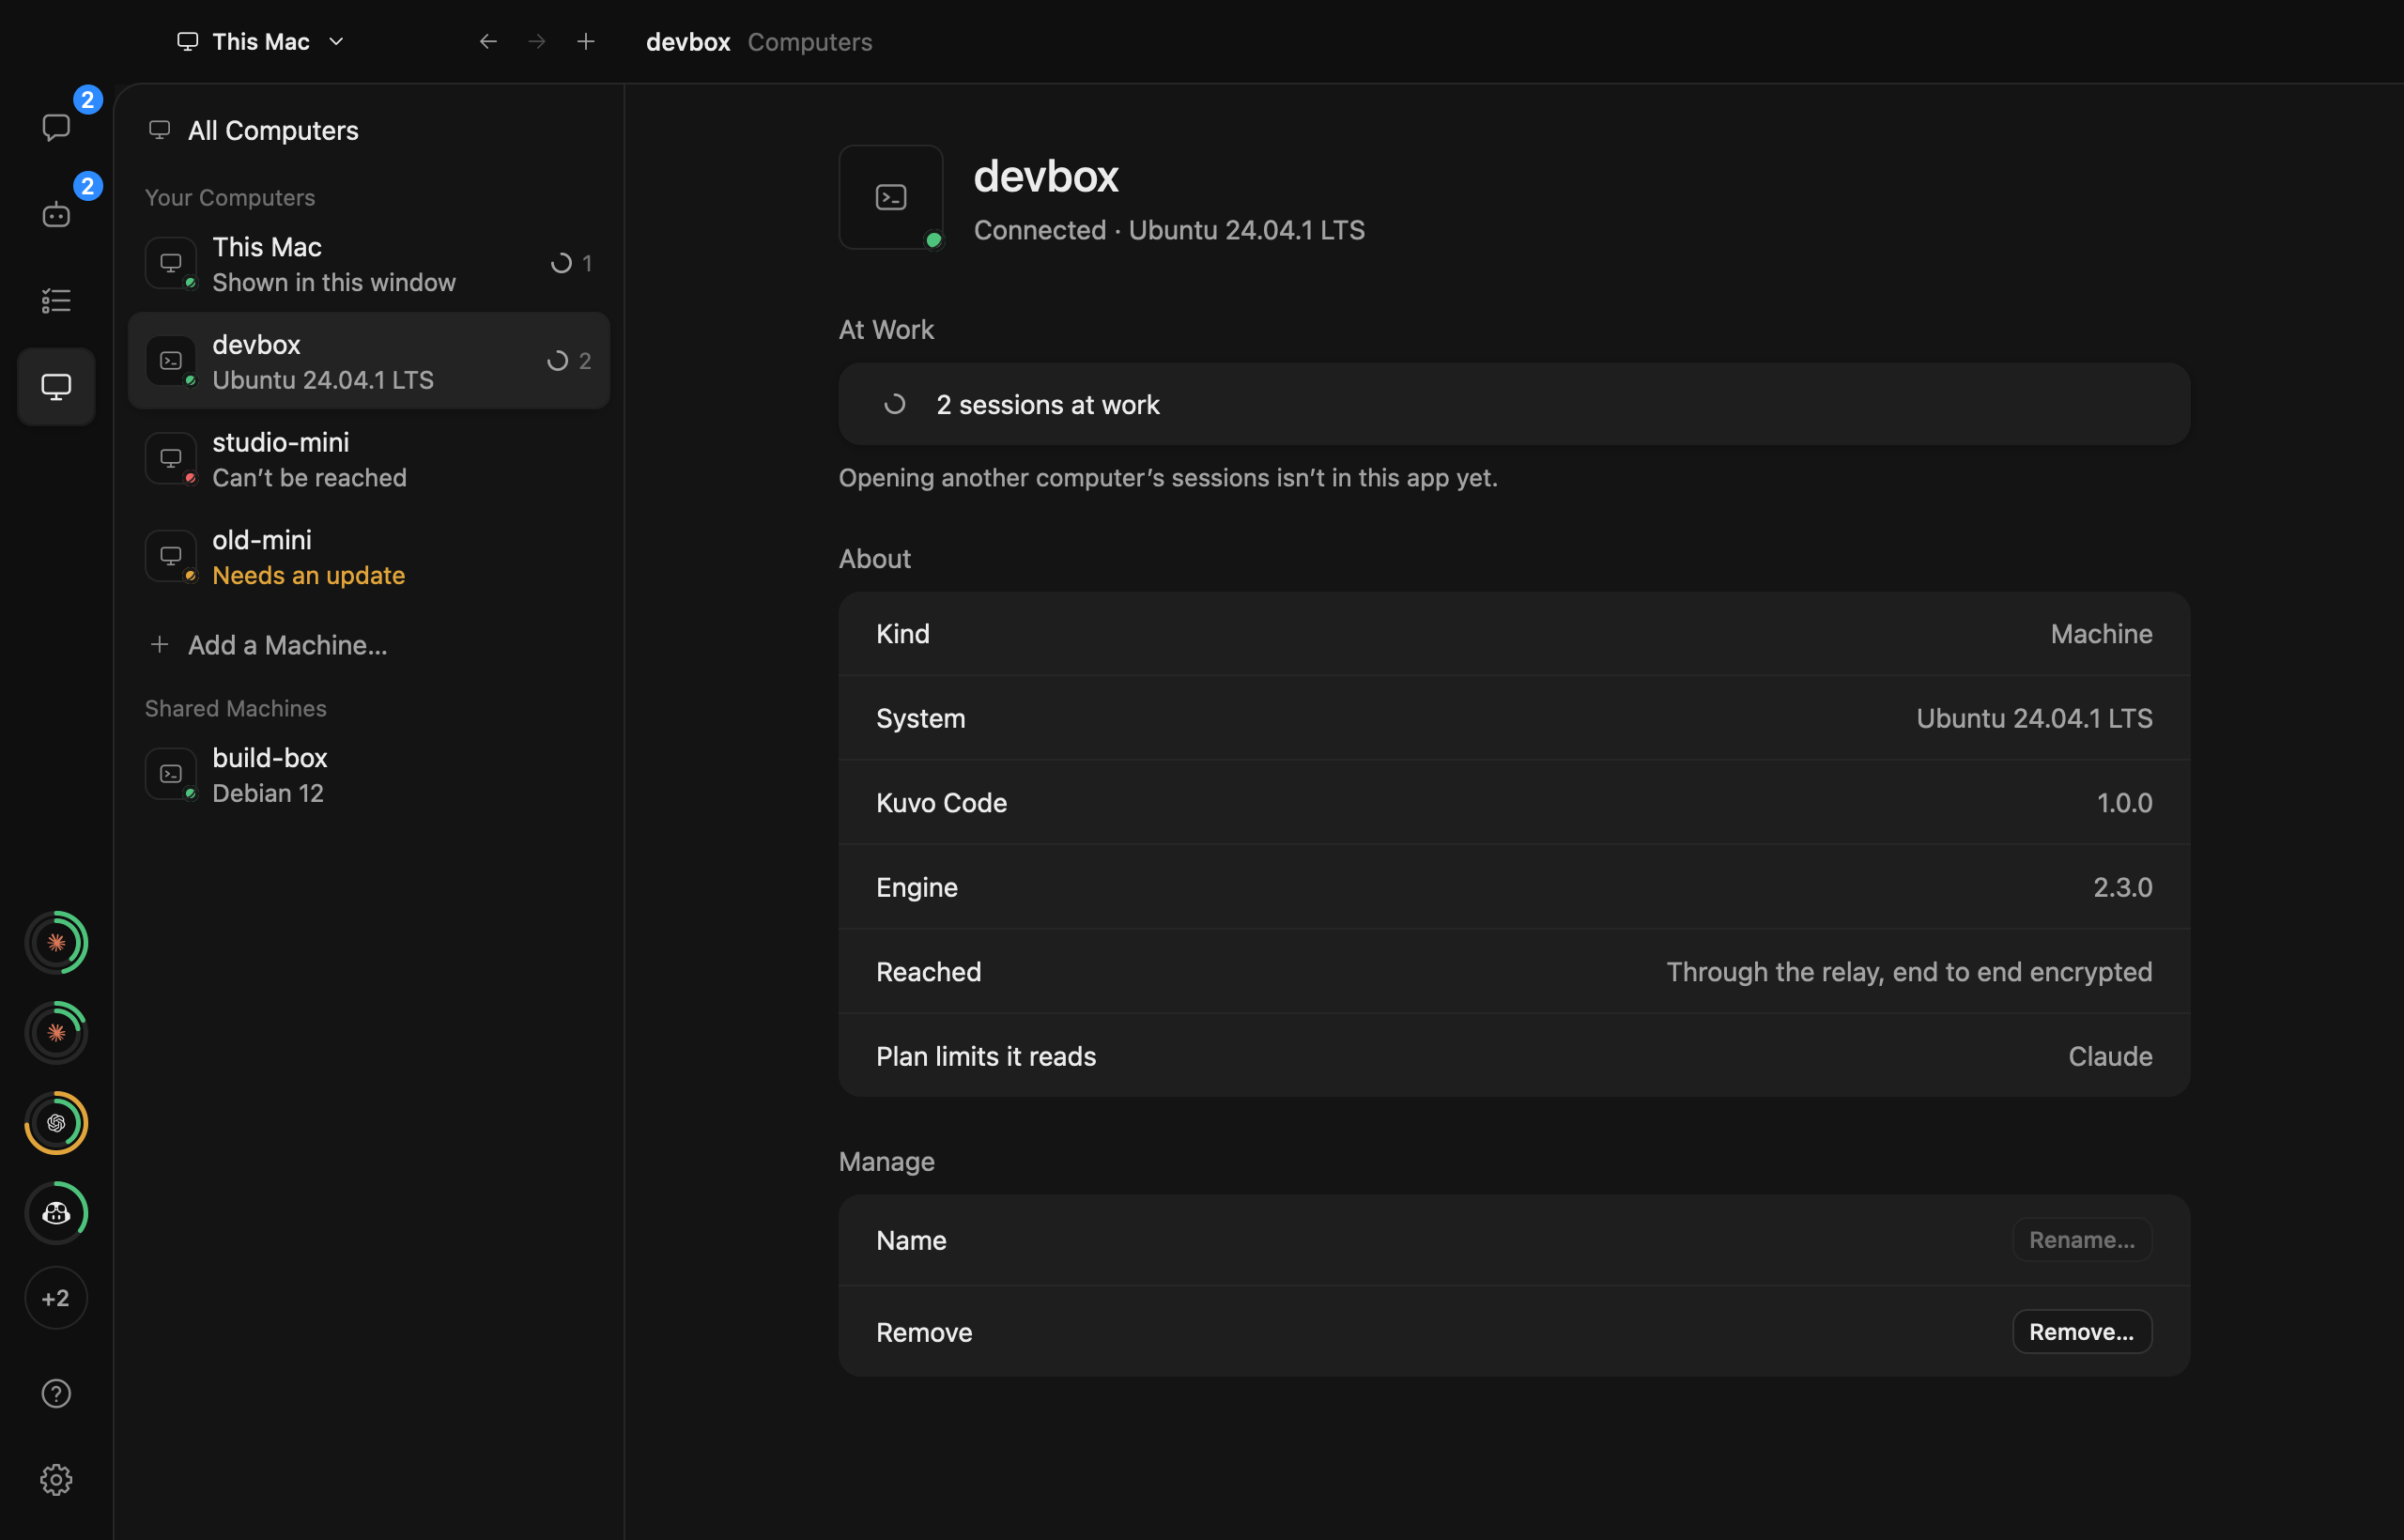 This Mac
devbox Computers
2
2
All Computers
Your Computers
This Mac
Shown in this window
1
devbox
Ubuntu 24.04.1 LTS
2
studio-mini
Can’t be reached
old-mini
Needs an update
Add a Machine...
Shared Machines
build-box
Debian 12
+2
devbox
Connected · Ubuntu 24.04.1 LTS
At Work
2 sessions at work
Opening another computer’s sessions isn’t in this app yet.
About
Kind Machine
System Ubuntu 24.04.1 LTS
Kuvo Code 1.0.0
Engine 2.3.0
Reached Through the relay, end to end encrypted
Plan limits it reads Claude
Manage
Name Rename...
Remove Remove...